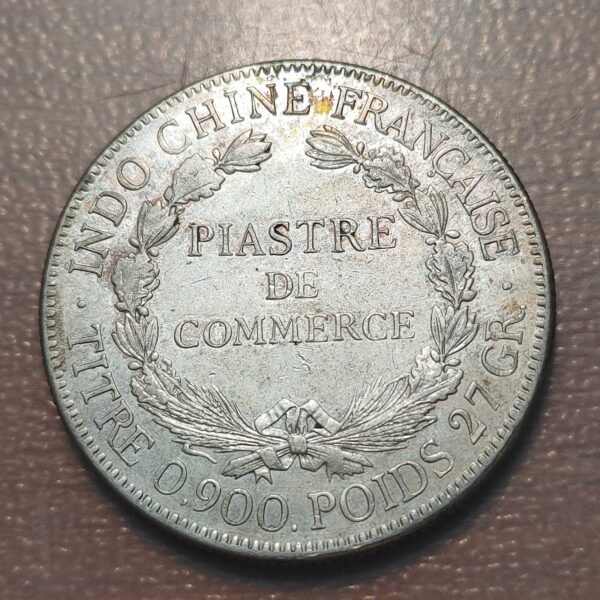 INDO CHINE FRANÇAISE
PIASTRE
DE
COMMERCE
· TITRE 0,900. POIDS 27 GR. ·